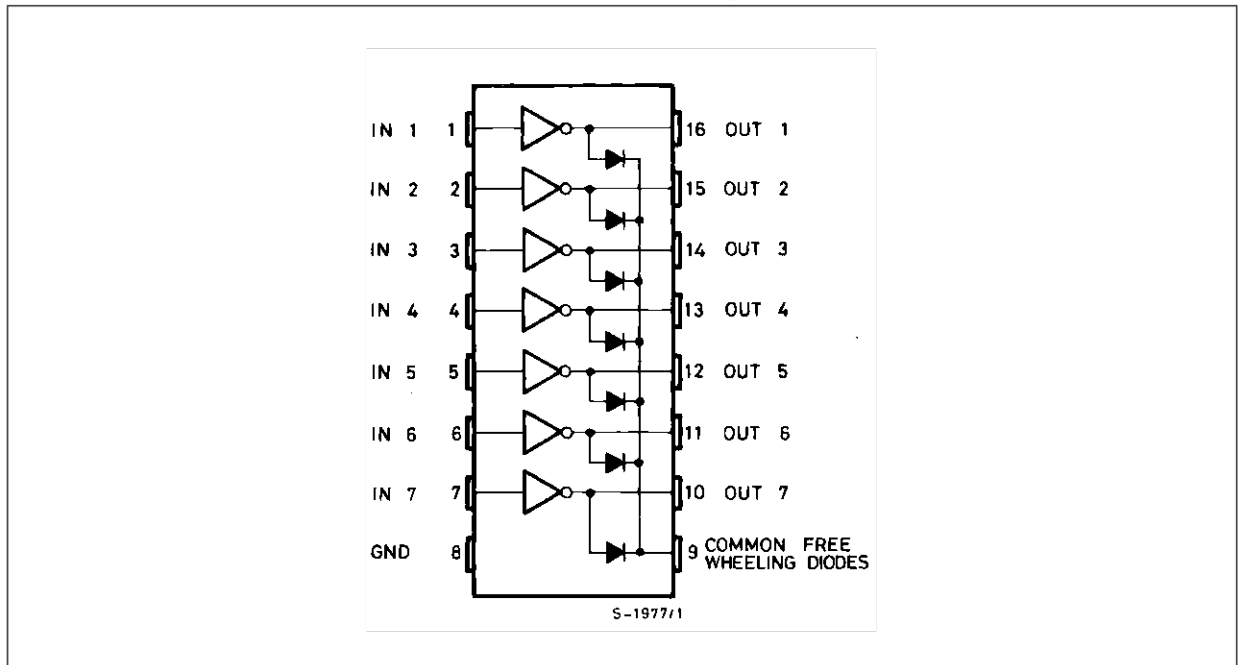 IN 1 1 16 OUT 1
IN 2 2 15 OUT 2
IN 3 3 14 OUT 3
IN 4 4 13 OUT 4
IN 5 5 12 OUT 5
IN 6 6 11 OUT 6
IN 7 7 10 OUT 7
GND 8 9 COMMON FREE
WHEELING DIODES
S-1977/1